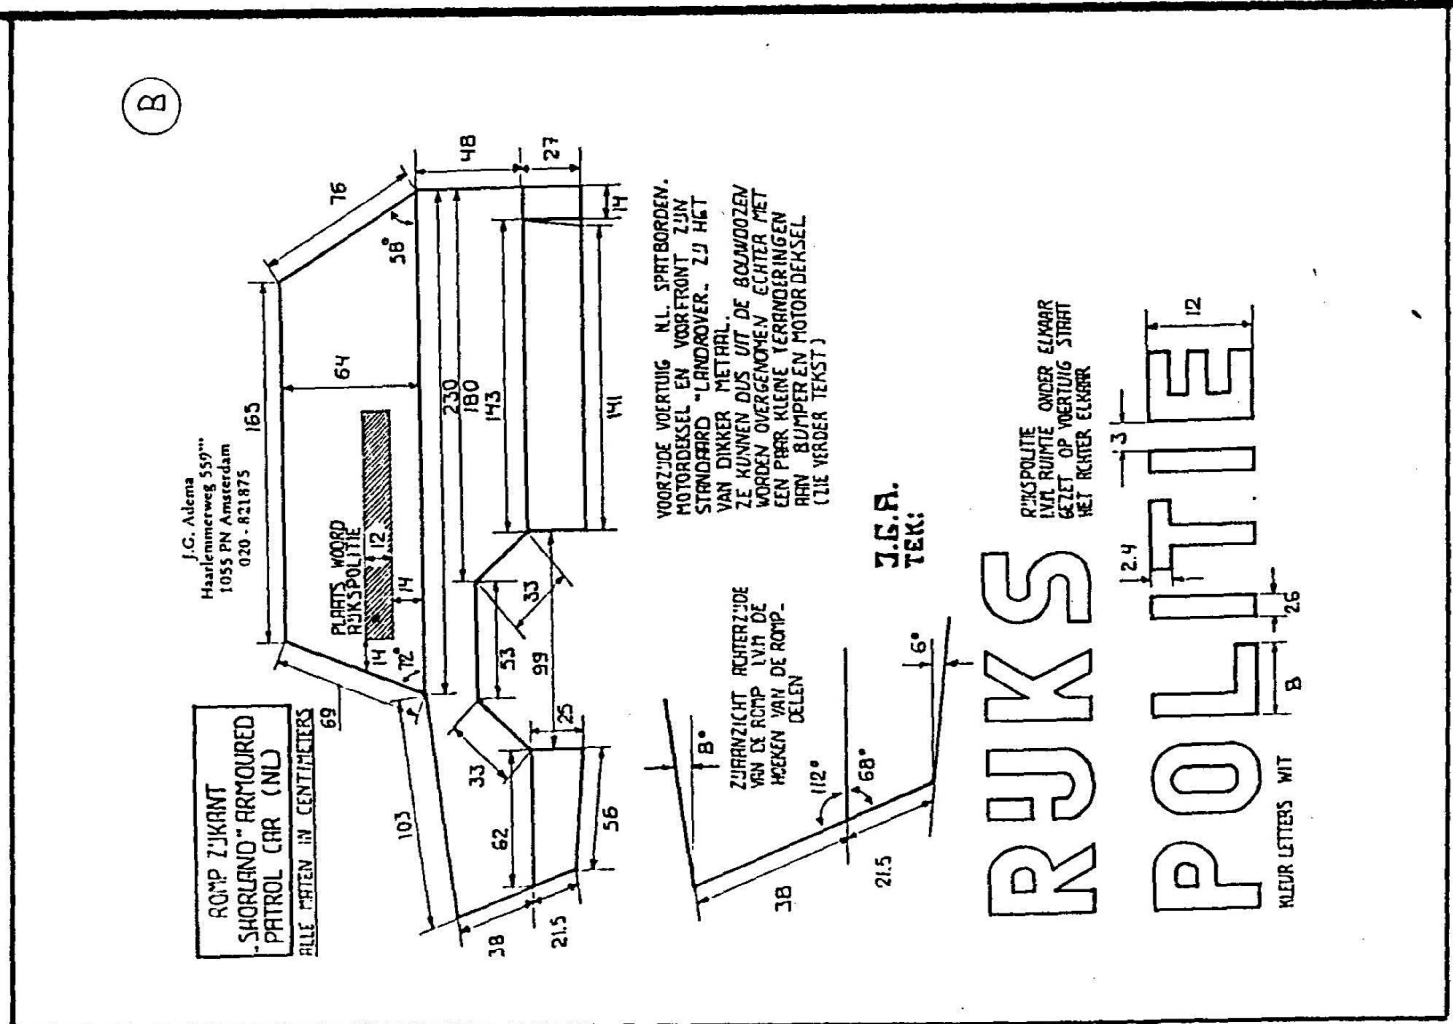 B
ROMP ZIJKANT
"SHORLAND" ARMOURED
PATROL CAR (NL)
ALLE MATEN IN CENTIMETERS
J.C. Adema
Haarlemmerweg 559'''
1055 PN Amsterdam
020 - 821875
165
76
69
64
58°
72°
PLAATS WOORD
RIJKSPOLITIE
12
14
14
230
180
143
141
48
27
14
103
33
53
33
99
25
62
56
38
21.5
VOORZIJDE VOERTUIG N.L. SPATBORDEN.
MOTORDEKSEL EN VOORFRONT ZIJN
STANDAARD "LANDROVER. ZIJ HET
VAN DIKKER METAAL.
ZE KUNNEN DUS UIT DE BOUWDOZEN
WORDEN OVERGENOMEN ECHTER MET
EEN PAAR KLEINE VERANDERINGEN
AAN BUMPER EN MOTORDEKSEL
(ZIE VERDER TEKST)
ZIJAANZICHT ACHTERZIJDE
VAN DE ROMP I.V.M DE
HOEKEN VAN DE ROMP-
DELEN
8°
112°
68°
6°
38
21.5
J.G.A.
TEK:
RIJKSPOLITIE
I.V.M. RUIMTE ONDER ELKAAR
GEZET OP VOERTUIG STAAT
HET ACHTER ELKAAR
RIJKS
POLITIE
2.4
3
12
8
2.6
KLEUR LETTERS WIT